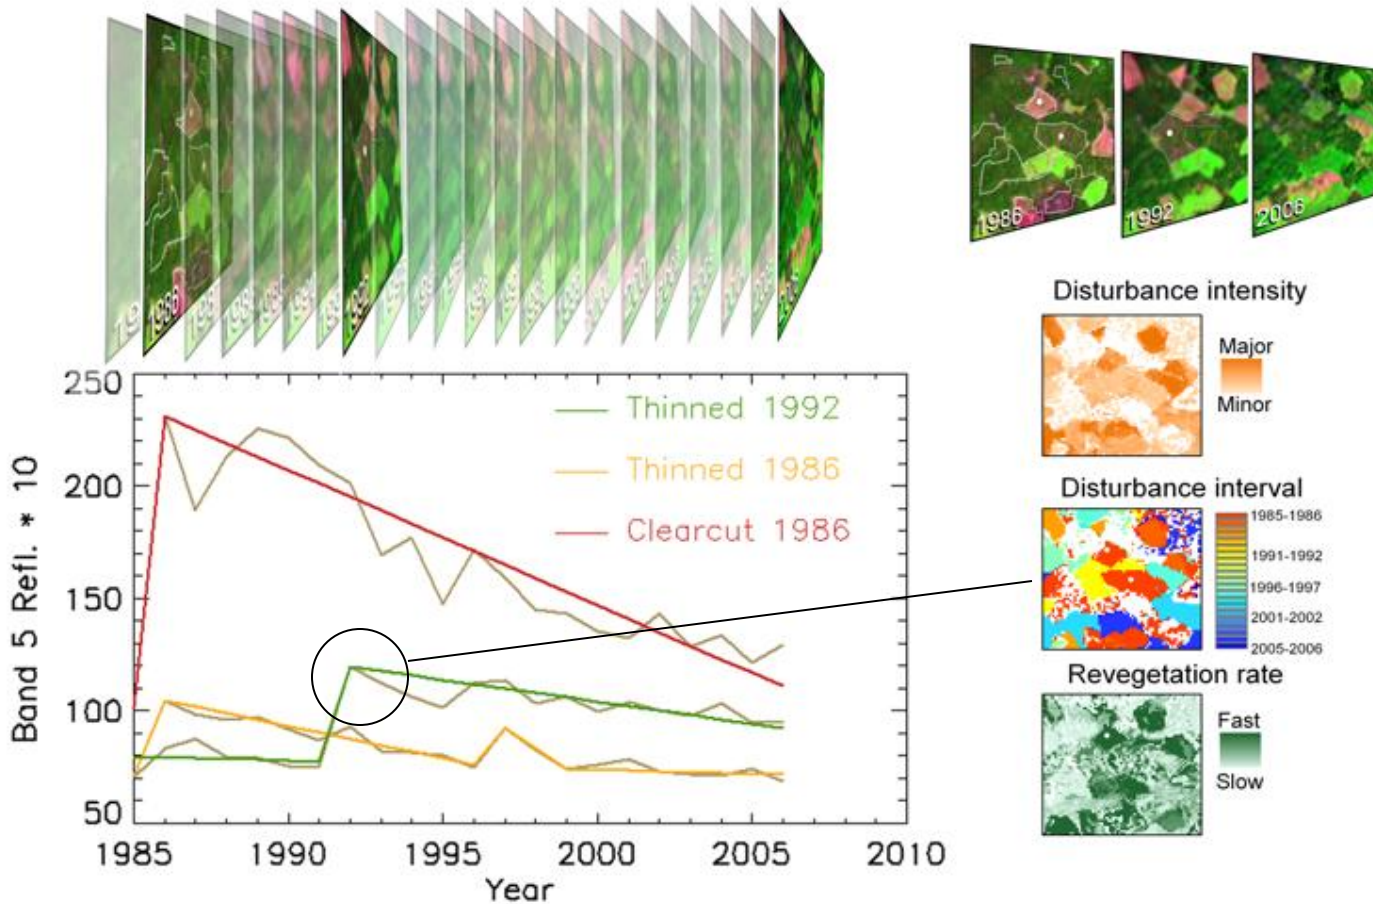 1986
1992
1986
1992
2006
Disturbance intensity
Major
Minor
Disturbance interval
1985-1986
1991-1992
1996-1997
2001-2002
2005-2006
Revegetation rate
Fast
Slow
250
200
150
100
50
Band 5 Refl. * 10
Thinned 1992
Thinned 1986
Clearcut 1986
1985
1990
1995
2000
2005
2010
Year